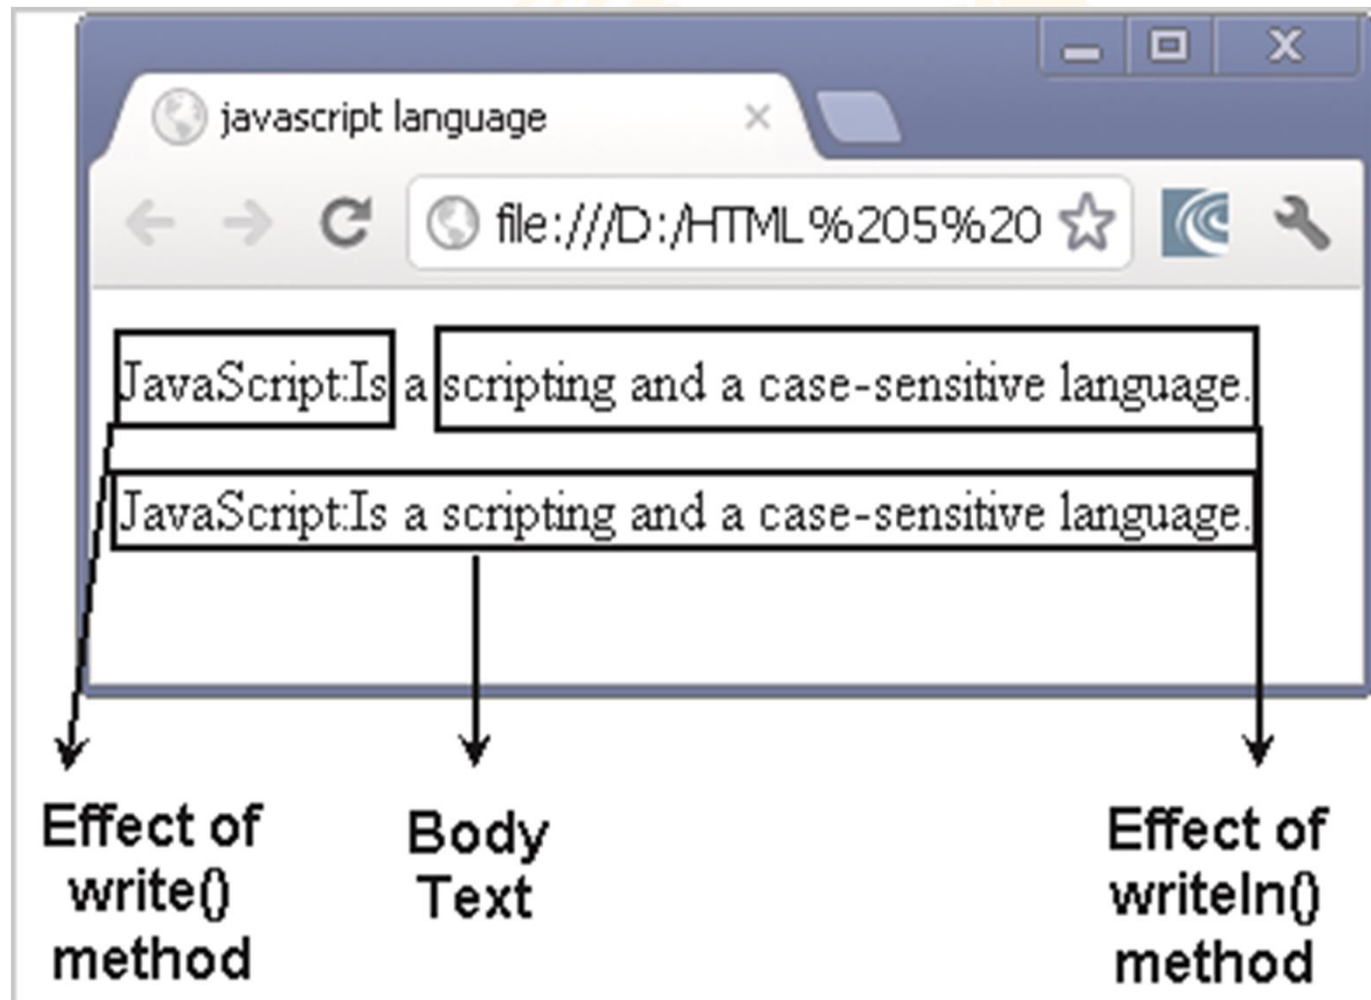 javascript language
file:///D:/HTML%205%20
JavaScript:Is a scripting and a case-sensitive language.
JavaScript:Is a scripting and a case-sensitive language.
Effect of
write()
method
Body
Text
Effect of
writeln()
method